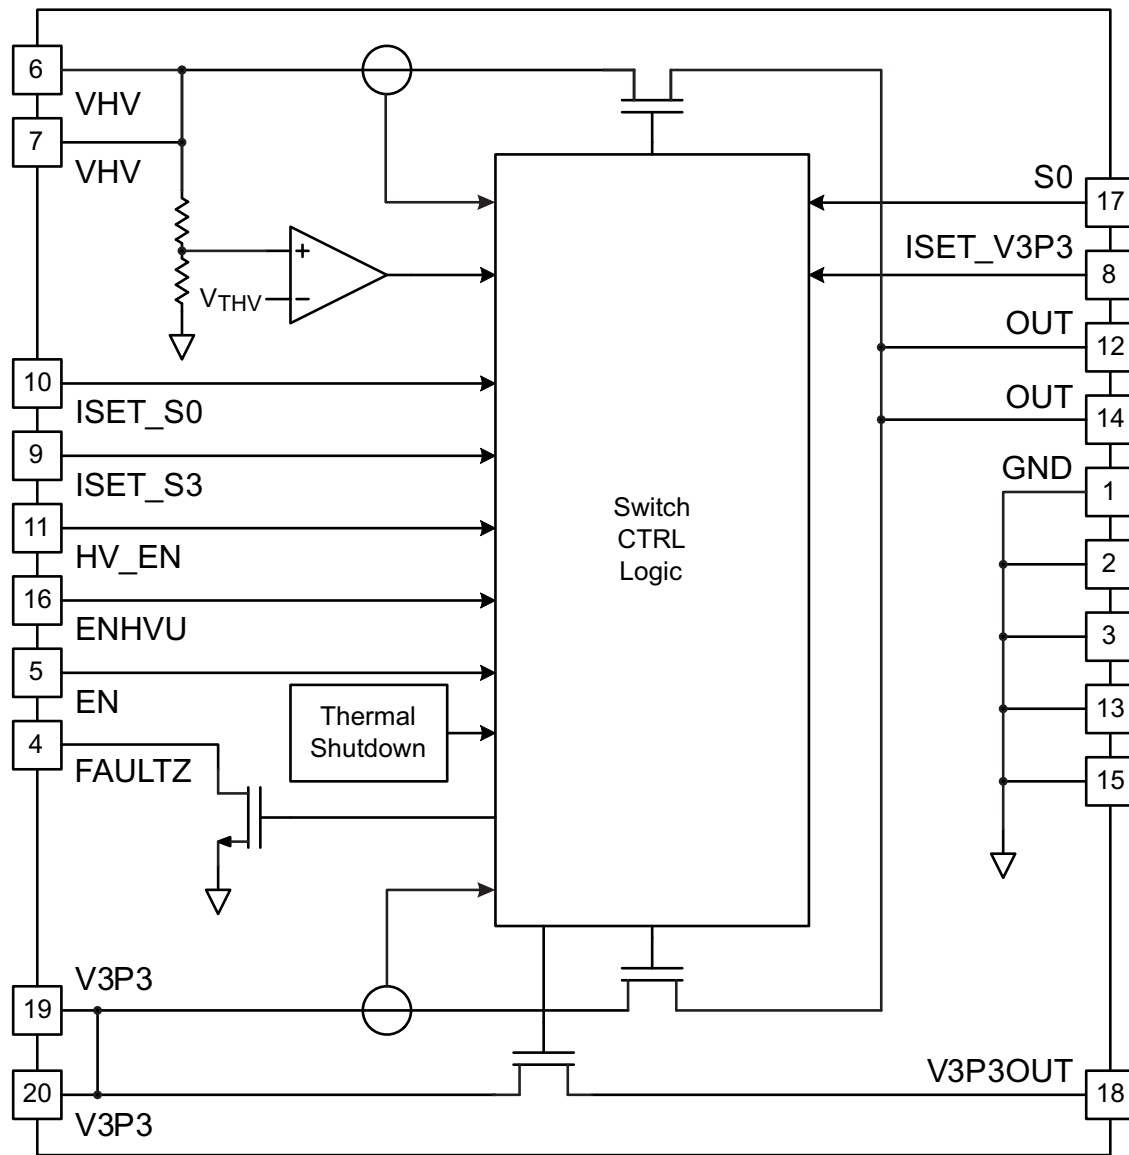 6
VHV
7
VHV
+
V_THV
−
10
ISET_S0
9
ISET_S3
11
HV_EN
16
ENHVU
5
EN
4
FAULTZ
Thermal
Shutdown
Switch
CTRL
Logic
S0
17
ISET_V3P3
8
OUT
12
OUT
14
GND
1
2
3
13
15
V3P3
19
20
V3P3
V3P3OUT
18